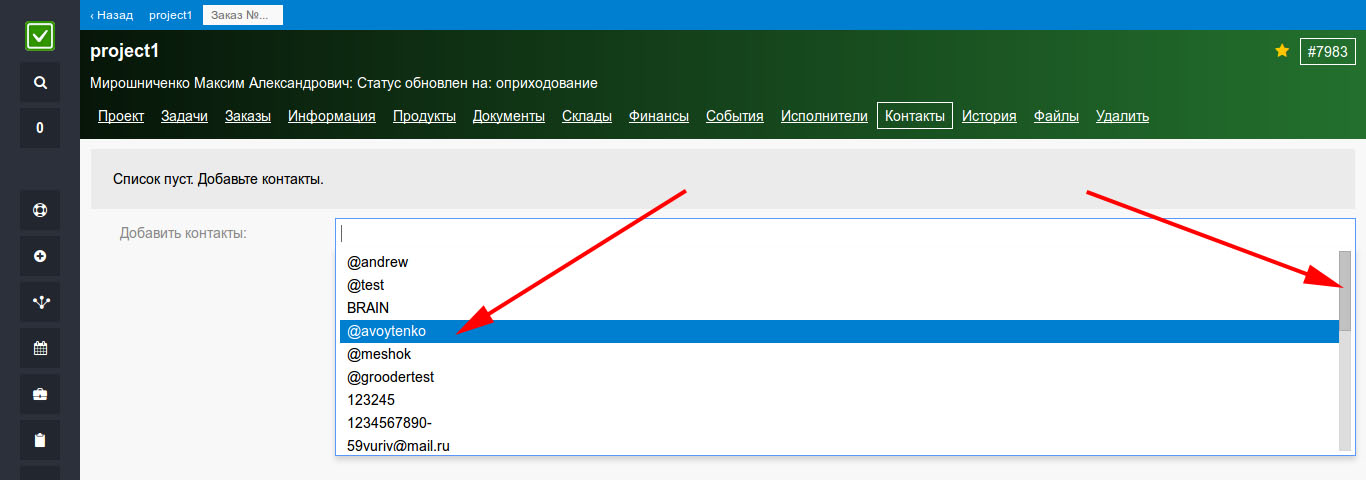 ‹ Назад project1 Заказ №...
project1
#7983
Мирошниченко Максим Александрович: Статус обновлен на: оприходование
Проект Задачи Заказы Информация Продукты Документы Склады Финансы События Исполнители Контакты История Файлы Удалить
0
Список пуст. Добавьте контакты.
Добавить контакты:
@andrew
@test
BRAIN
@avoytenko
@meshok
@groodertest
123245
1234567890-
59vuriv@mail.ru